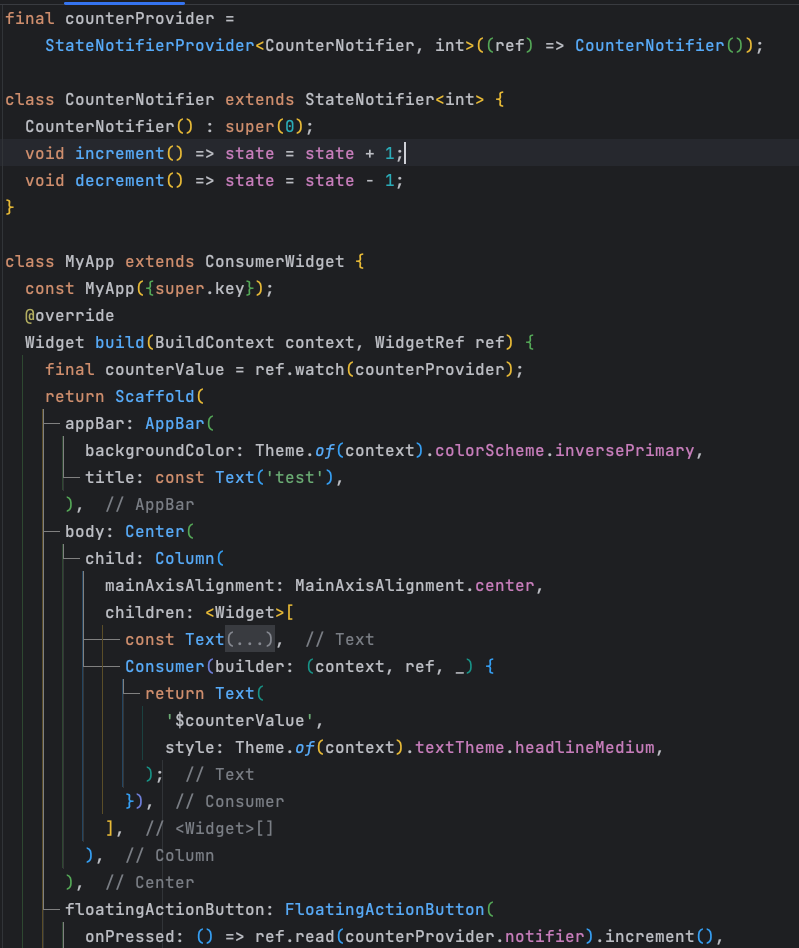 final counterProvider =
    StateNotifierProvider<CounterNotifier, int>((ref) => CounterNotifier());

class CounterNotifier extends StateNotifier<int> {
  CounterNotifier() : super(0);
  void increment() => state = state + 1;
  void decrement() => state = state - 1;
}

class MyApp extends ConsumerWidget {
  const MyApp({super.key});
  @override
  Widget build(BuildContext context, WidgetRef ref) {
    final counterValue = ref.watch(counterProvider);
    return Scaffold(
      appBar: AppBar(
        backgroundColor: Theme.of(context).colorScheme.inversePrimary,
        title: const Text('test'),
      ),  // AppBar
      body: Center(
        child: Column(
          mainAxisAlignment: MainAxisAlignment.center,
          children: <Widget>[
            const Text(...),  // Text
            Consumer(builder: (context, ref, _) {
              return Text(
                '$counterValue',
                style: Theme.of(context).textTheme.headlineMedium,
              );  // Text
            }),  // Consumer
          ],  // <Widget>[]
        ),  // Column
      ),  // Center
      floatingActionButton: FloatingActionButton(
        onPressed: () => ref.read(counterProvider.notifier).increment(),